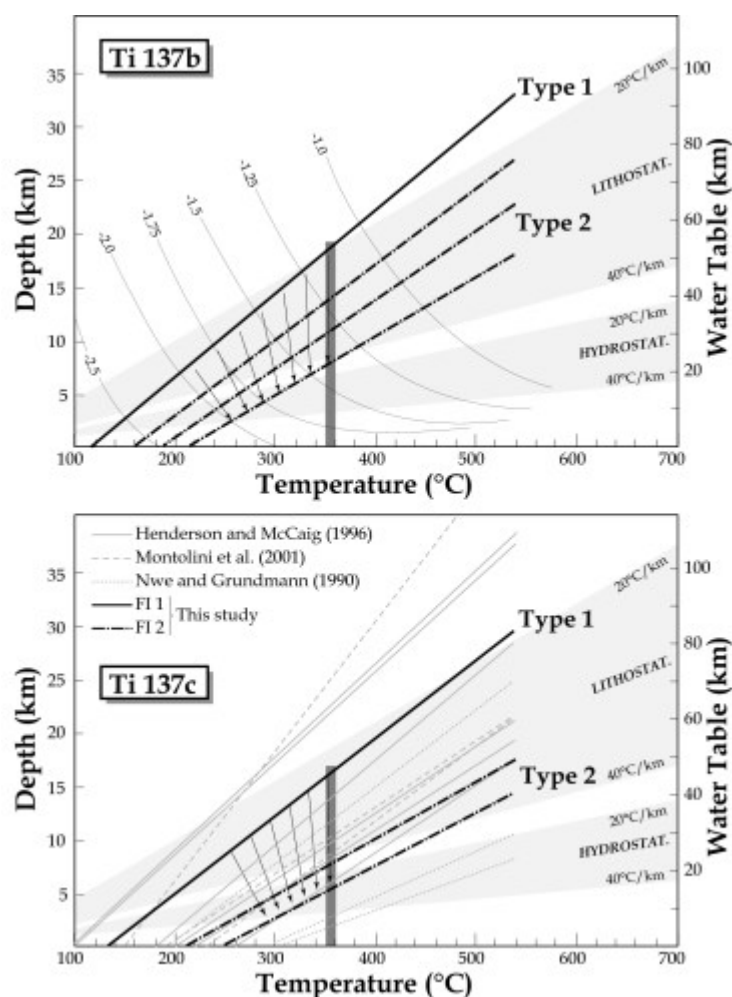 Ti 137b
Type 1
Type 2
20°C/km
LITHOSTAT.
40°C/km
20°C/km
HYDROSTAT.
40°C/km
-1.0
-1.25
-1.5
-1.75
-2.0
-2.5
35
30
25
20
15
10
5
Depth (km)
100
80
60
40
20
Water Table (km)
100 200 300 400 500 600 700
Temperature (°C)
Henderson and McCaig (1996)
Montolini et al. (2001)
Nwe and Grundmann (1990)
FI 1
This study
FI 2
Ti 137c
Type 1
Type 2
20°C/km
LITHOSTAT.
40°C/km
20°C/km
HYDROSTAT.
40°C/km
35
30
25
20
15
10
5
Depth (km)
100
80
60
40
20
Water Table (km)
100 200 300 400 500 600 700
Temperature (°C)